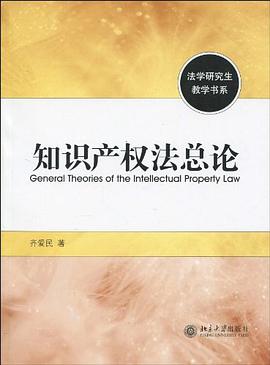 法学研究生
教学书系
知识产权法总论
General Theories of the Intellectual Property Law
齐爱民 著
北京大学出版社